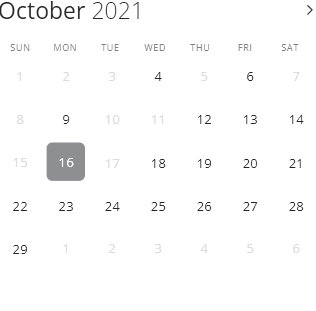 October 2021 >
SUN MON TUE WED THU FRI SAT
1 2 3 4 5 6 7
8 9 10 11 12 13 14
15 16 17 18 19 20 21
22 23 24 25 26 27 28
29 1 2 3 4 5 6